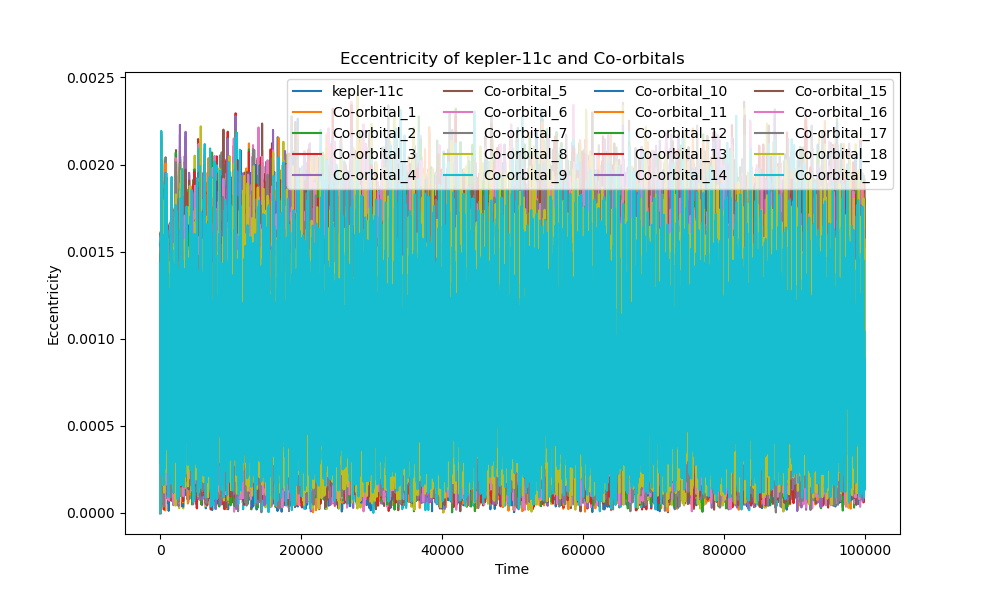 Eccentricity of kepler-11c and Co-orbitals
0.0025
0.0020
0.0015
0.0010
0.0005
0.0000
Eccentricity
kepler-11c
Co-orbital_1
Co-orbital_2
Co-orbital_3
Co-orbital_4
Co-orbital_5
Co-orbital_6
Co-orbital_7
Co-orbital_8
Co-orbital_9
Co-orbital_10
Co-orbital_11
Co-orbital_12
Co-orbital_13
Co-orbital_14
Co-orbital_15
Co-orbital_16
Co-orbital_17
Co-orbital_18
Co-orbital_19
0 20000 40000 60000 80000 100000
Time